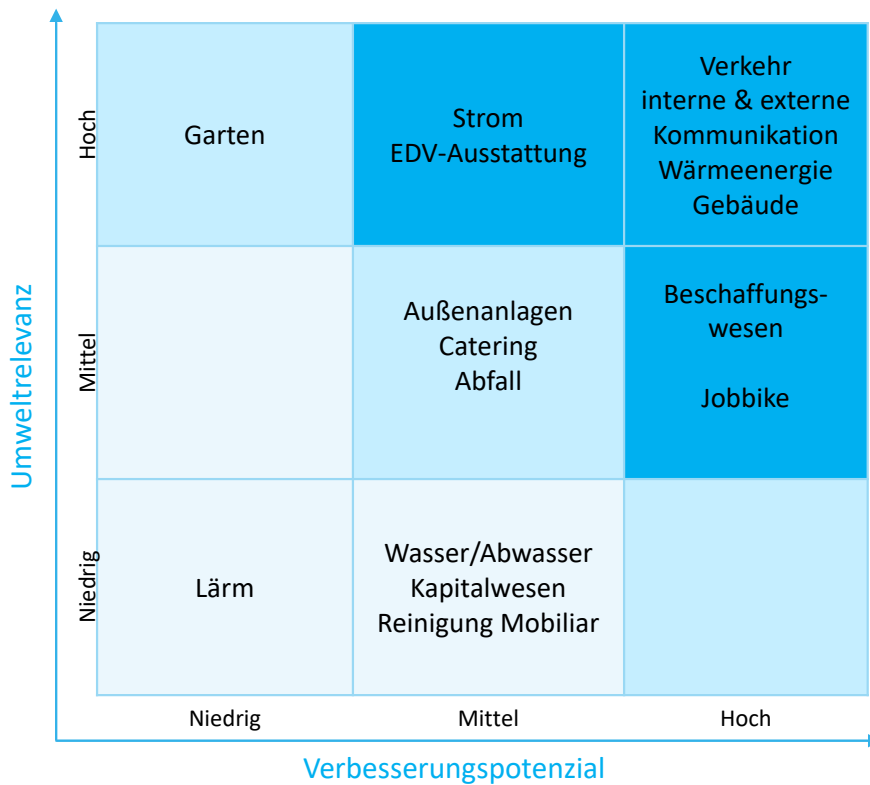 Umweltrelevanz
Hoch
Garten
Strom
EDV-Ausstattung
Verkehr
interne & externe
Kommunikation
Wärmeenergie
Gebäude
Mittel
Außenanlagen
Catering
Abfall
Beschaffungs-
wesen
Jobbike
Niedrig
Lärm
Wasser/Abwasser
Kapitalwesen
Reinigung Mobiliar
Niedrig
Mittel
Hoch
Verbesserungspotenzial